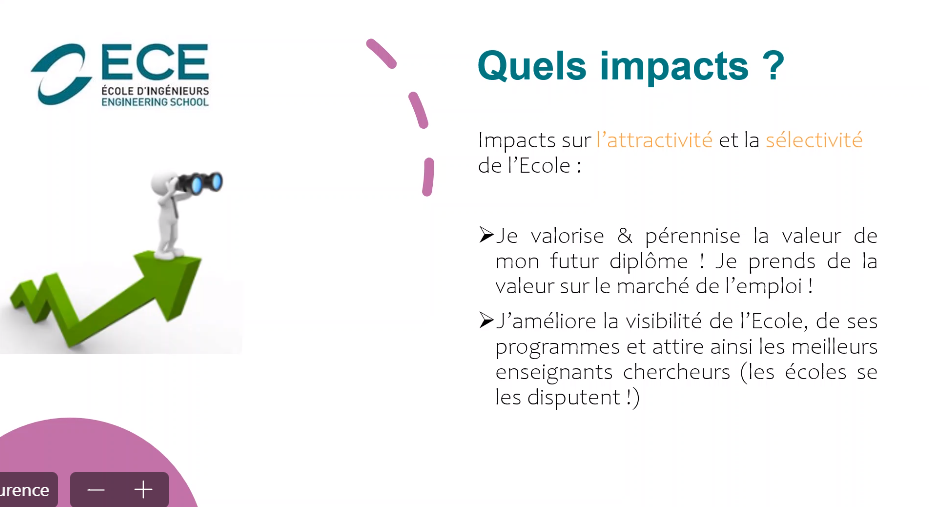 ECE
ÉCOLE D'INGÉNIEURS
ENGINEERING SCHOOL
Quels impacts ?
Impacts sur l'attractivité et la sélectivité
de l'Ecole :
➢Je valorise & pérennise la valeur de
mon futur diplôme ! Je prends de la
valeur sur le marché de l'emploi !
➢J'améliore la visibilité de l'Ecole, de ses
programmes et attire ainsi les meilleurs
enseignants chercheurs (les écoles se
les disputent !)
urence